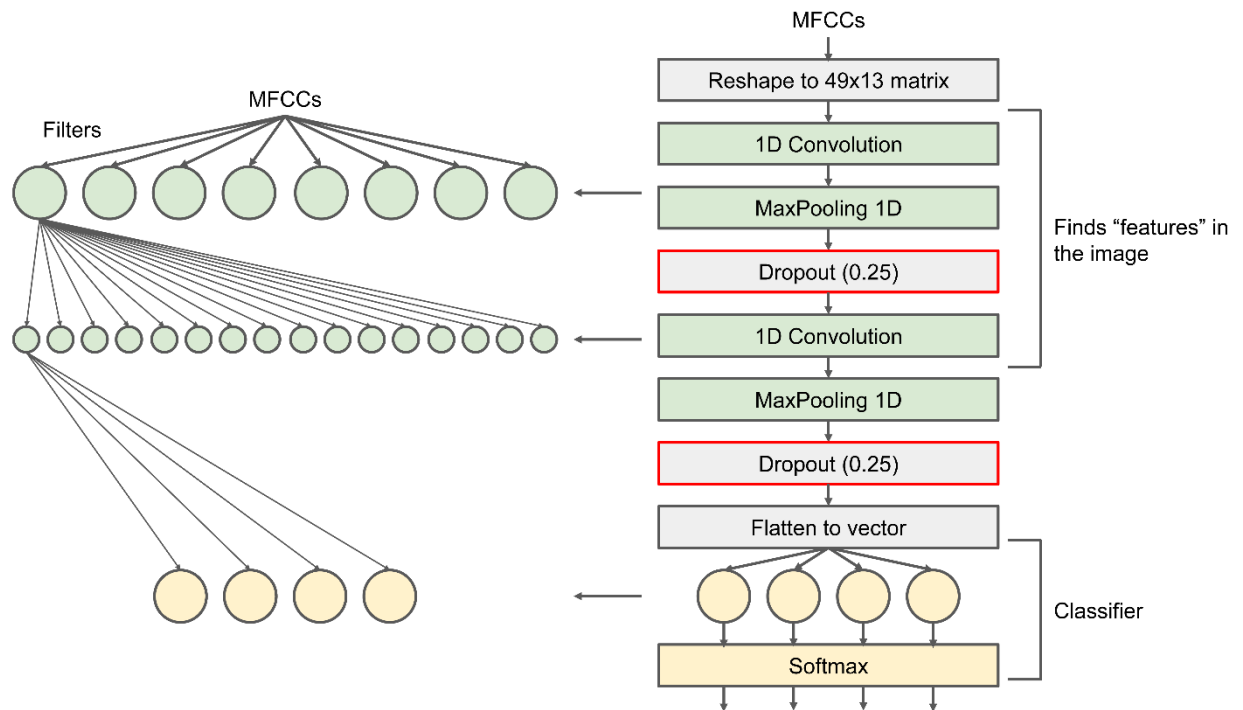 MFCCs
Filters
MFCCs
Reshape to 49x13 matrix
1D Convolution
MaxPooling 1D
Dropout (0.25)
1D Convolution
MaxPooling 1D
Dropout (0.25)
Flatten to vector
Softmax
Finds “features” in
the image
Classifier